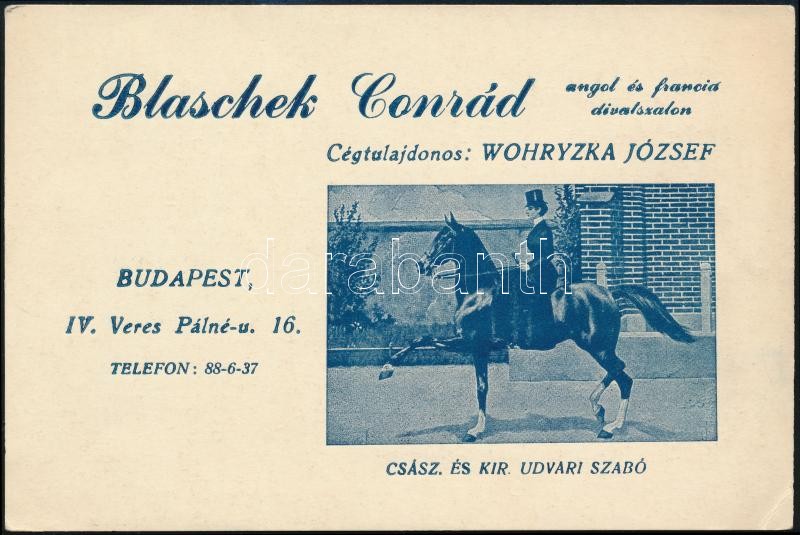 Blaschek Conrád
angol és francia
divatszalon
Cégtulajdonos: WOHRYZKA JÓZSEF
BUDAPEST,
IV. Veres Pálné-u. 16.
TELEFON: 88-6-37
darabanth
CSÁSZ. ÉS KIR. UDVARI SZABÓ